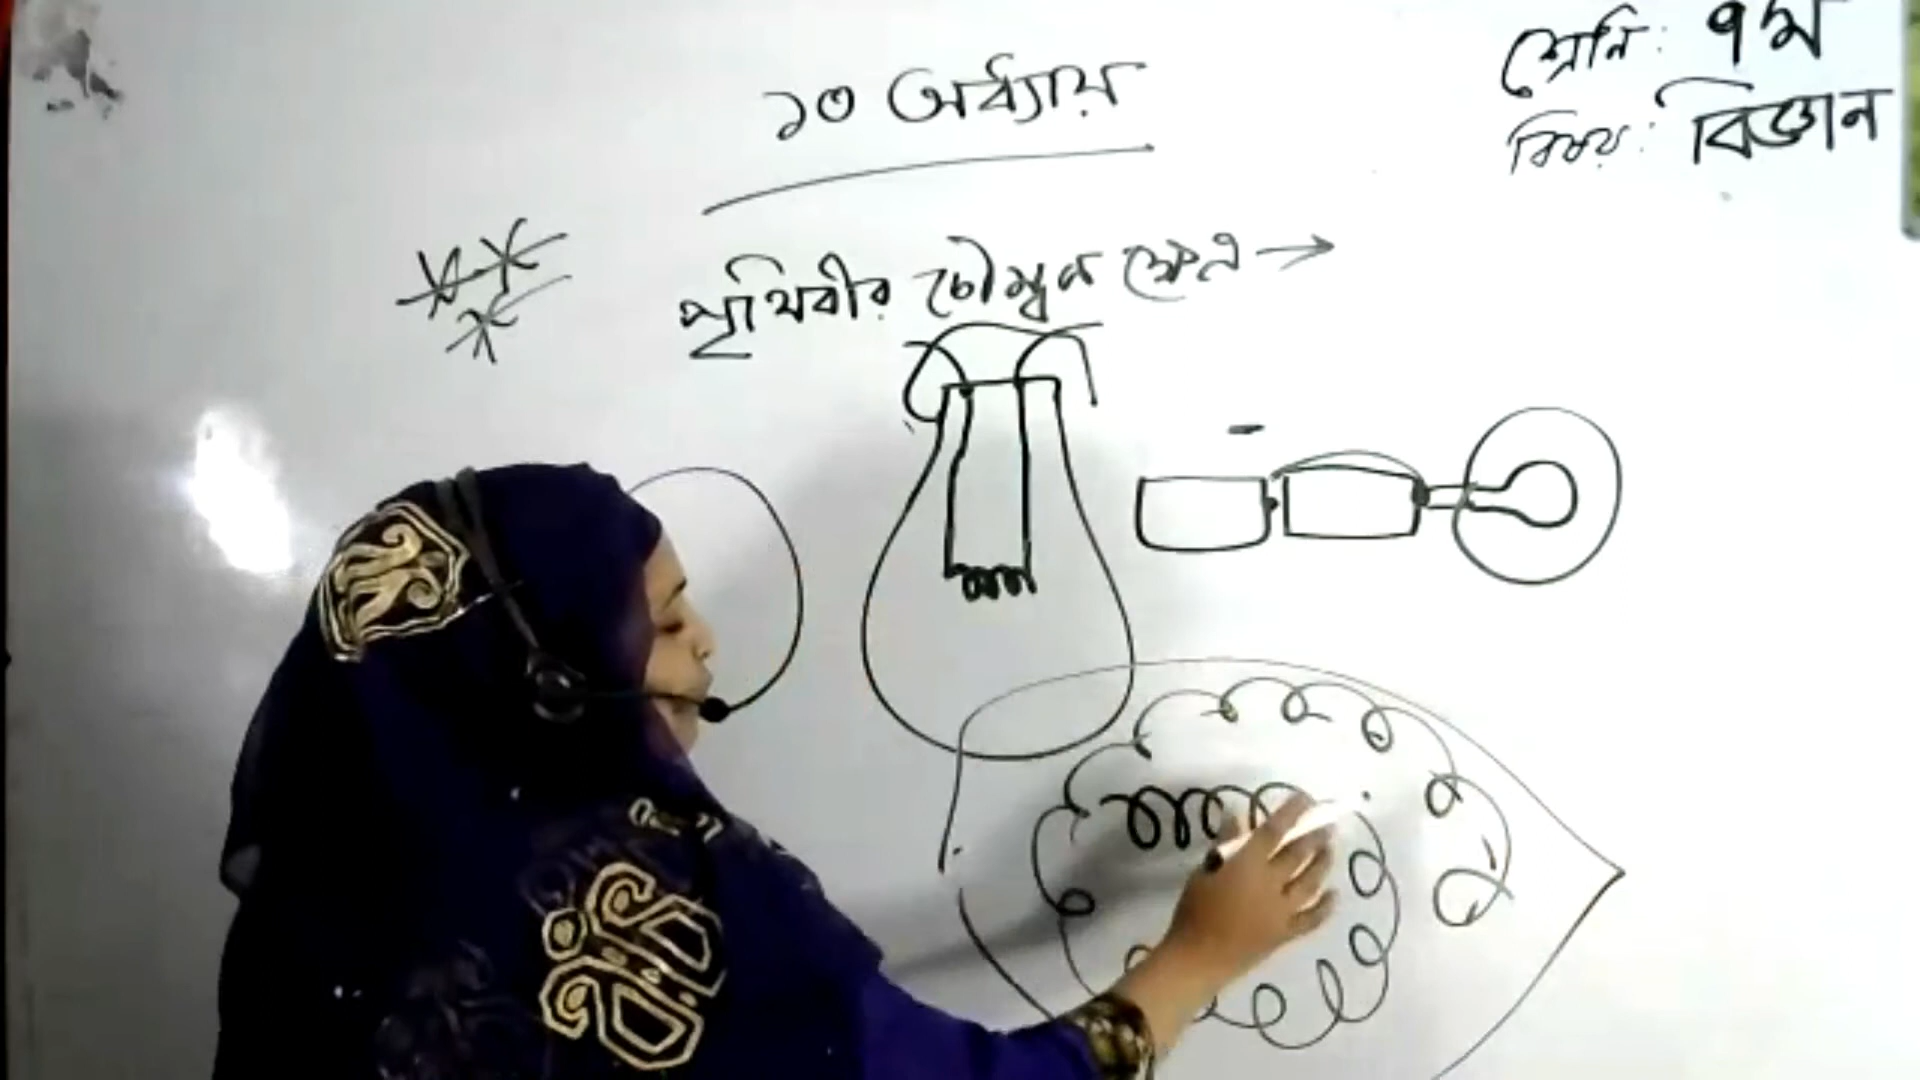 শ্রেনি: ৭ম
বিষয়: বিজ্ঞান
১৩ অধ্যায়
পৃথিবীর চৌম্বক ক্ষেত্র →